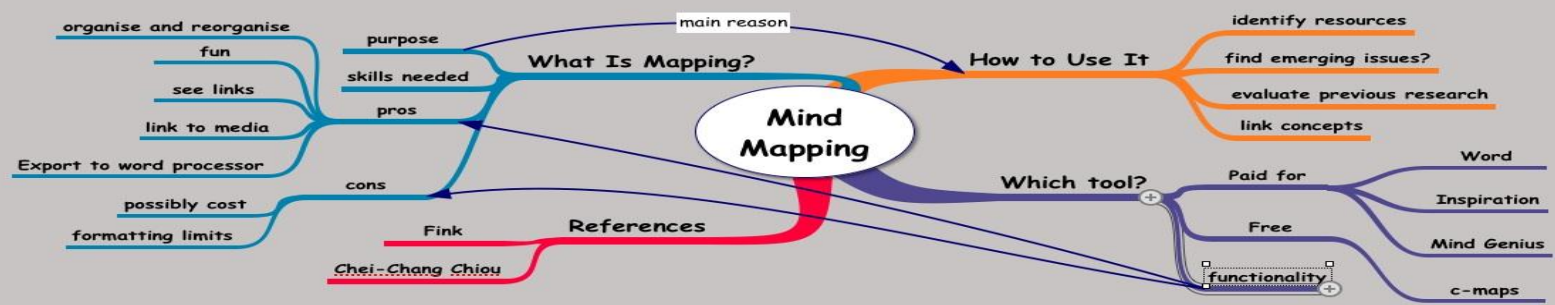 Mind
Mapping
What Is Mapping?
purpose
skills needed
pros
organise and reorganise
fun
see links
link to media
Export to word processor
cons
possibly cost
formatting limits
main reason
How to Use It
identify resources
find emerging issues?
evaluate previous research
link concepts
Which tool?
Paid for
Word
Inspiration
Mind Genius
Free
c-maps
functionality
References
Fink
Chei-Chang Chiou